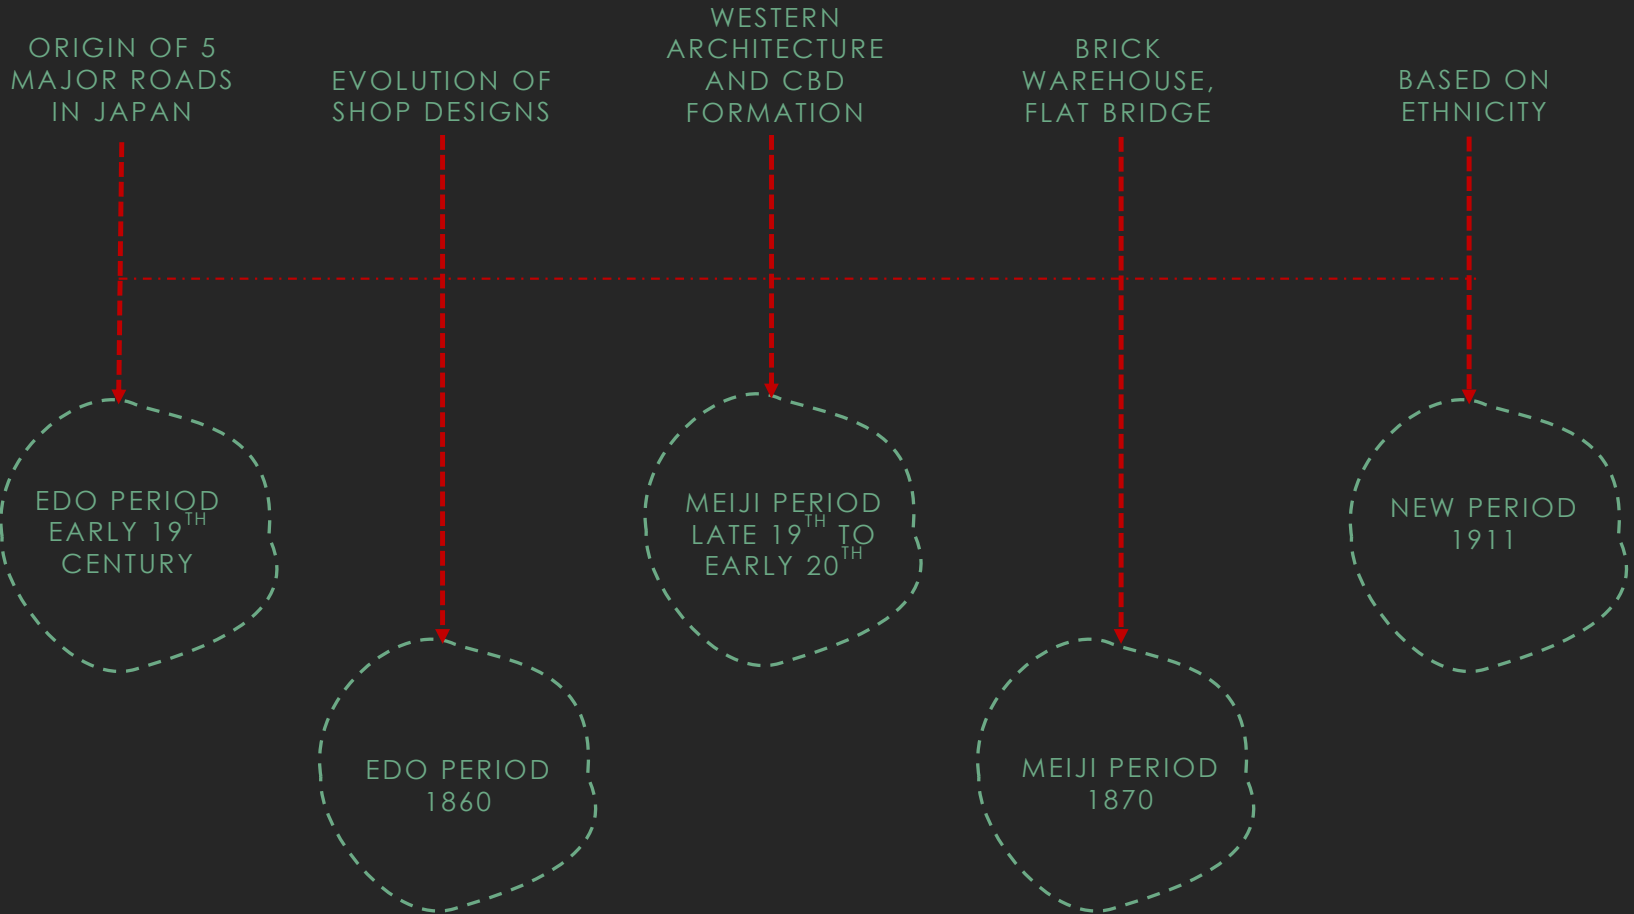 ORIGIN OF 5
MAJOR ROADS
IN JAPAN
EVOLUTION OF
SHOP DESIGNS
WESTERN
ARCHITECTURE
AND CBD
FORMATION
BRICK
WAREHOUSE,
FLAT BRIDGE
BASED ON
ETHNICITY
EDO PERIOD
EARLY 19TH
CENTURY
EDO PERIOD
1860
MEIJI PERIOD
LATE 19TH TO
EARLY 20TH
MEIJI PERIOD
1870
NEW PERIOD
1911